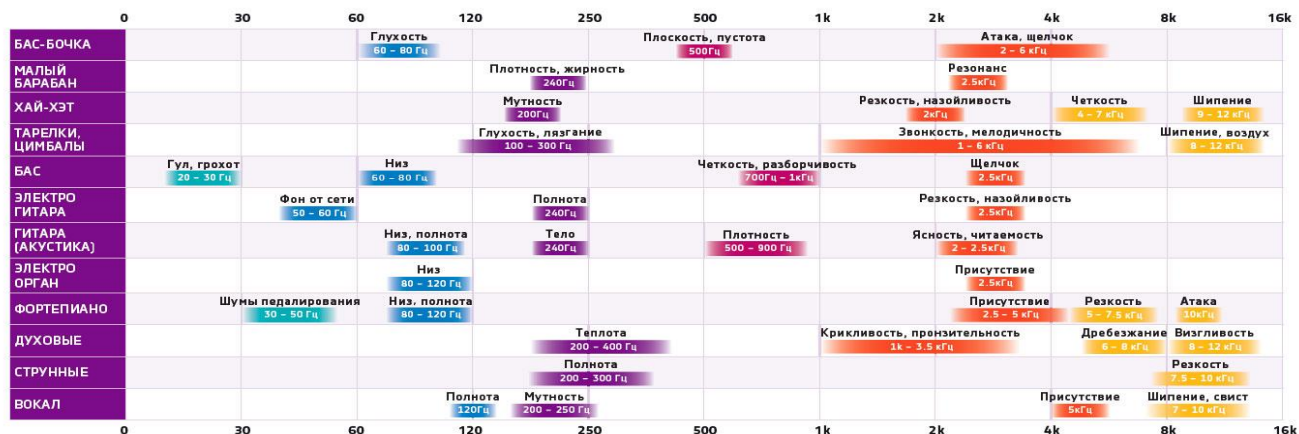 0 30 60 120 250 500 1k 2k 4k 8k 16k
БАС-БОЧКА
Глухость
60 – 80 Гц
Плоскость, пустота
500Гц
Атака, щелчок
2 – 6 кГц
МАЛЫЙ
БАРАБАН
Плотность, жирность
240Гц
Резонанс
2.5кГц
ХАЙ-ХЭТ
Мутность
200Гц
Резкость, назойливость
2кГц
Четкость
4 – 7 кГц
Шипение
9 – 12 кГц
ТАРЕЛКИ,
ЦИМБАЛЫ
Глухость, лязгание
100 – 300 Гц
Звонкость, мелодичность
1 – 6 кГц
Шипение, воздух
8 – 12 кГц
БАС
Гул, грохот
20 – 30 Гц
Низ
60 – 80 Гц
Четкость, разборчивость
700Гц – 1кГц
Щелчок
2.5кГц
ЭЛЕКТРО
ГИТАРА
Фон от сети
50 – 60 Гц
Полнота
240Гц
Резкость, назойливость
2.5кГц
ГИТАРА
(АКУСТИКА)
Низ, полнота
80 – 100 Гц
Тело
240Гц
Плотность
500 – 900 Гц
Ясность, читаемость
2 – 2.5кГц
ЭЛЕКТРО
ОРГАН
Низ
80 – 120 Гц
Присутствие
2.5кГц
ФОРТЕПИАНО
Шумы педалирования
30 – 50 Гц
Низ, полнота
80 – 120 Гц
Присутствие
2.5 – 5 кГц
Резкость
5 – 7.5 кГц
Атака
10кГц
ДУХОВЫЕ
Теплота
200 – 400 Гц
Крикливость, пронзительность
1k – 3.5 кГц
Дребезжание
6 – 8 кГц
Визгливость
8 – 12 кГц
СТРУННЫЕ
Полнота
200 – 300 Гц
Резкость
7.5 – 10 кГц
ВОКАЛ
Полнота
120Гц
Мутность
200 – 250 Гц
Присутствие
5кГц
Шипение, свист
7 – 10 кГц
0 30 60 120 250 500 1k 2k 4k 8k 16k